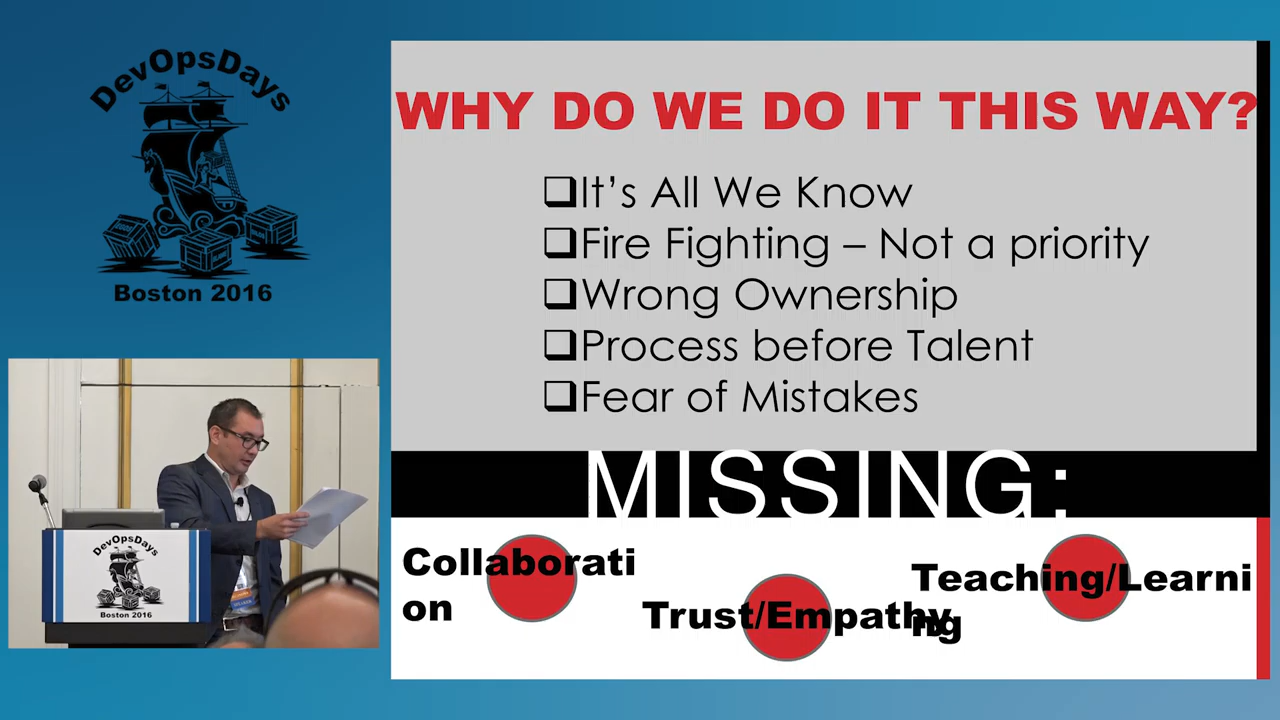 DevOpsDays
Boston 2016
WHY DO WE DO IT THIS WAY?
❑It’s All We Know
❑Fire Fighting – Not a priority
❑Wrong Ownership
❑Process before Talent
❑Fear of Mistakes
MISSING:
Collaborati
on
Trust/Empathy
Teaching/Learni
ng
DevOpsDays
Boston 2016